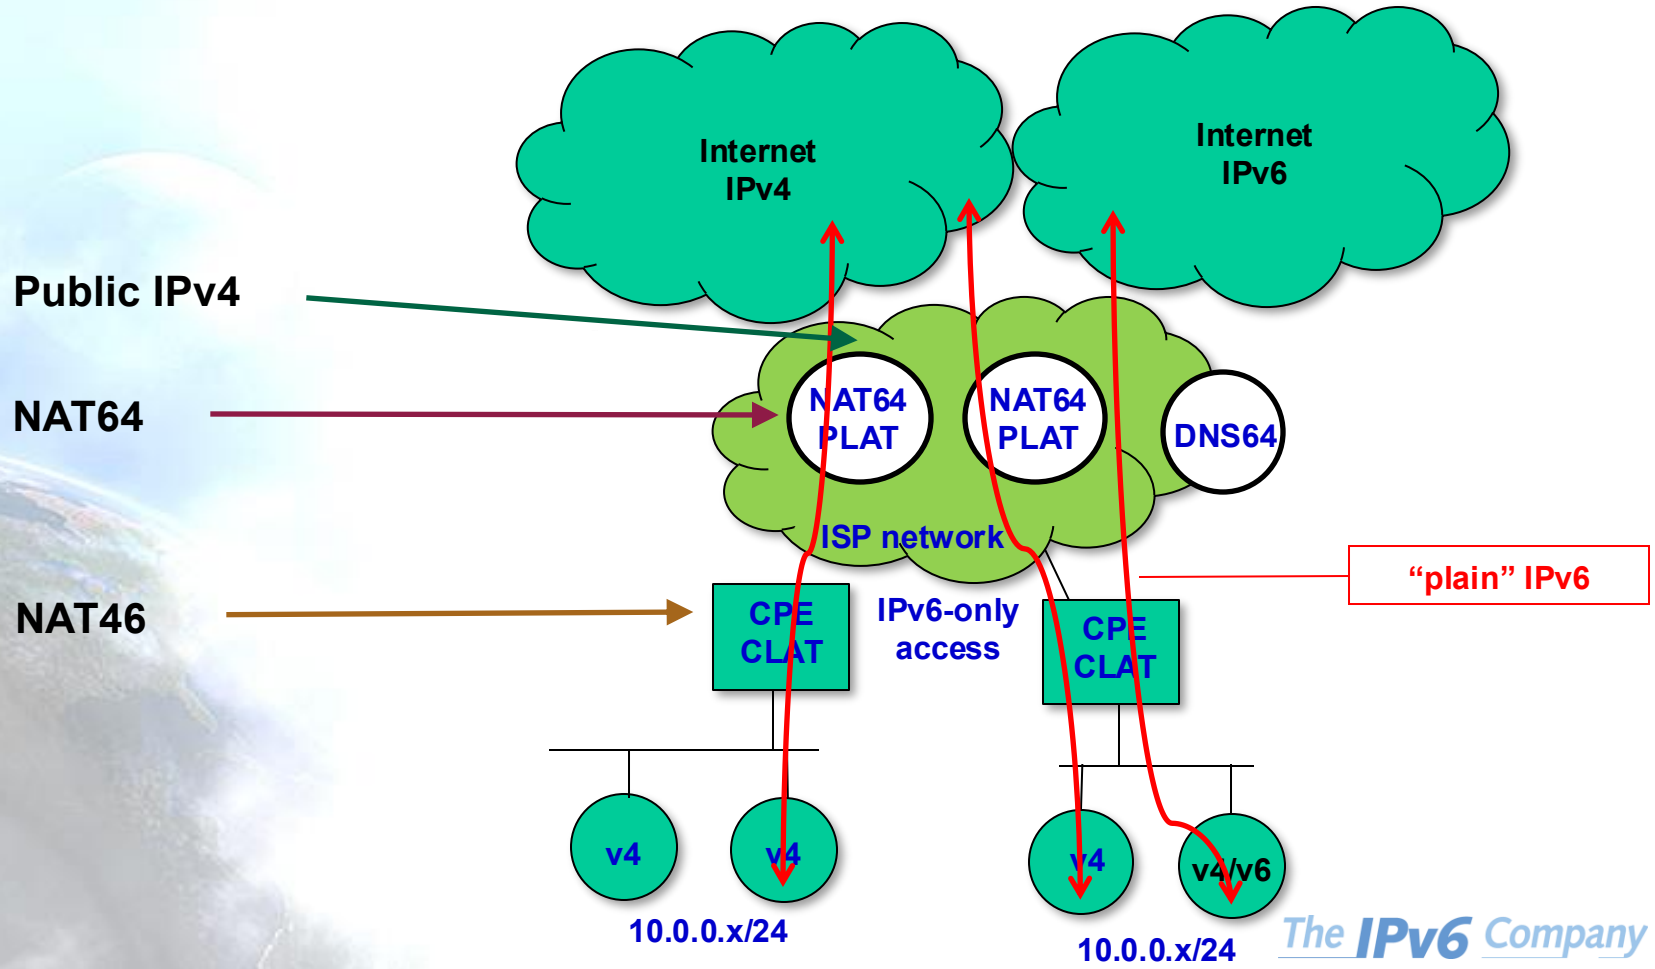 Internet
IPv4
Internet
IPv6
Public IPv4
NAT64
NAT64
PLAT
NAT64
PLAT
DNS64
ISP network
“plain” IPv6
NAT46
CPE
CLAT
IPv6-only
access
CPE
CLAT
v4
v4
v4
v4/v6
10.0.0.x/24
10.0.0.x/24
The IPv6 Company